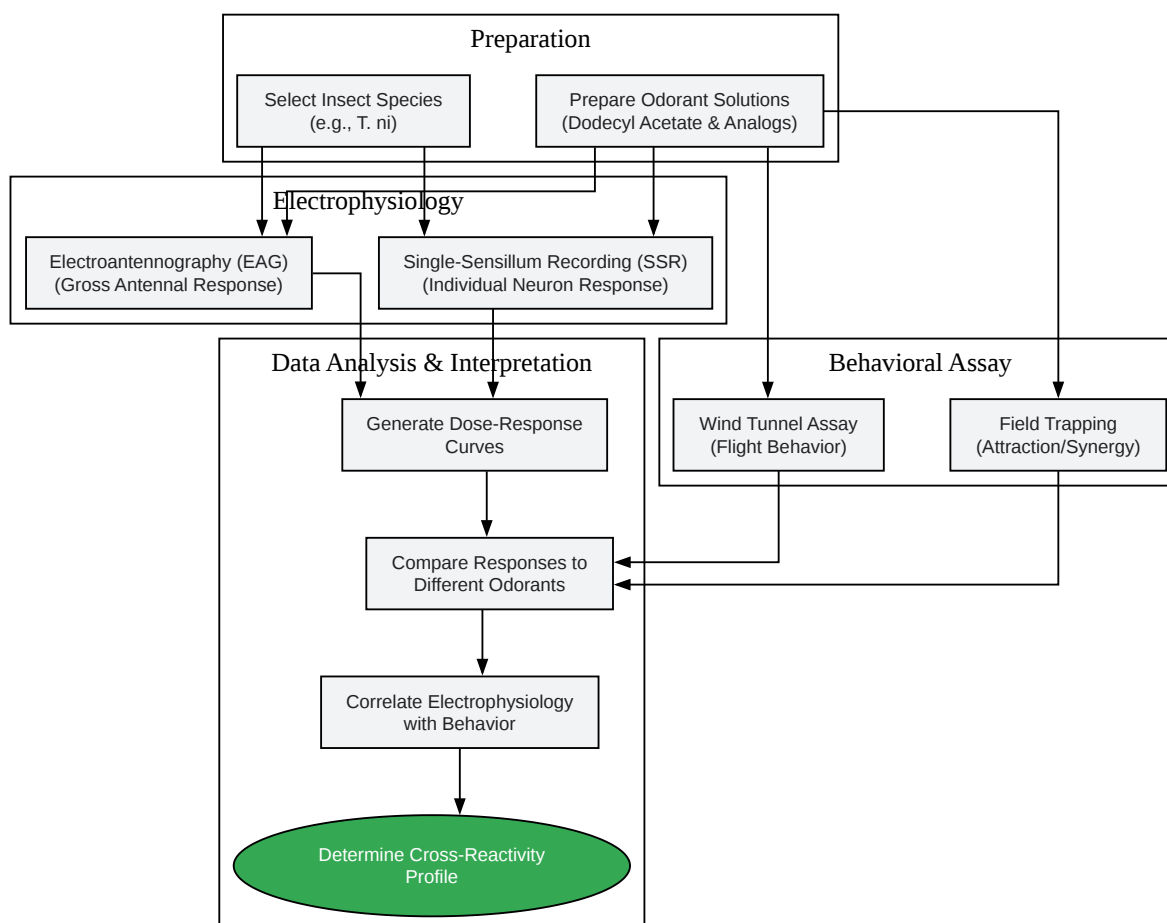 Preparation
Select Insect Species
(e.g., T. ni)
Prepare Odorant Solutions
(Dodecyl Acetate & Analogs)
Electrophysiology
Electroantennography (EAG)
(Gross Antennal Response)
Single-Sensillum Recording (SSR)
(Individual Neuron Response)
Data Analysis & Interpretation
Behavioral Assay
Generate Dose-Response
Curves
Wind Tunnel Assay
(Flight Behavior)
Field Trapping
(Attraction/Synergy)
Compare Responses to
Different Odorants
Correlate Electrophysiology
with Behavior
Determine Cross-Reactivity
Profile